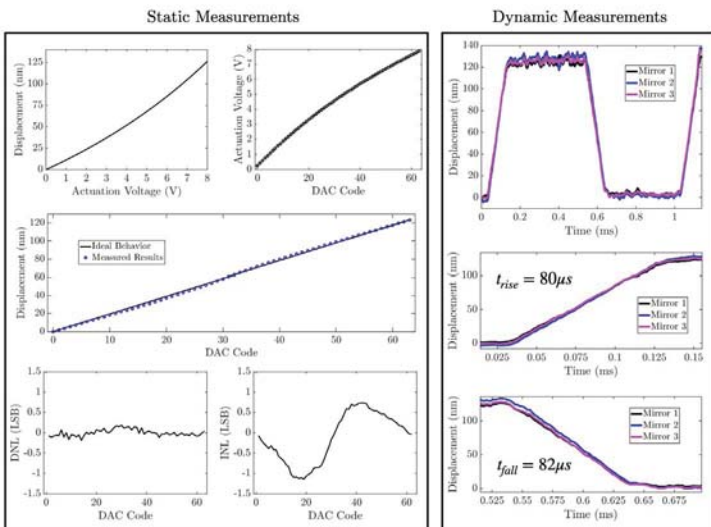 Static Measurements
Displacement (nm)
125
100
75
50
25
0
0 1 2 3 4 5 6 7 8
Actuation Voltage (V)
Actuation Voltage (V)
8
7
6
5
4
3
2
1
0
0 20 40 60
DAC Code
Displacement (nm)
120
100
80
60
40
20
0
Ideal Behavior
Measured Results
0 10 20 30 40 50 60
DAC Code
DNL (LSB)
1.5
1
0.5
0
-0.5
-1
-1.5
0 20 40 60
DAC Code
INL (LSB)
1.5
1
0.5
0
-0.5
-1
-1.5
0 20 40 60
DAC Code
Dynamic Measurements
Displacement (nm)
140
120
100
80
60
40
20
0
Mirror 1
Mirror 2
Mirror 3
0 0.2 0.4 0.6 0.8 1
Time (ms)
Displacement (nm)
100
50
0
t_rise = 80μs
Mirror 1
Mirror 2
Mirror 3
0.025 0.05 0.075 0.1 0.125 0.15
Time (ms)
Displacement (nm)
100
50
0
Mirror 1
Mirror 2
Mirror 3
t_fall = 82μs
0.525 0.55 0.575 0.6 0.625 0.65 0.675
Time (ms)